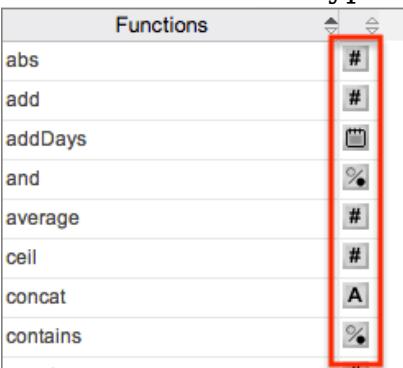 Functions
abs #
add #
addDays
and
average #
ceil #
concat A
contains